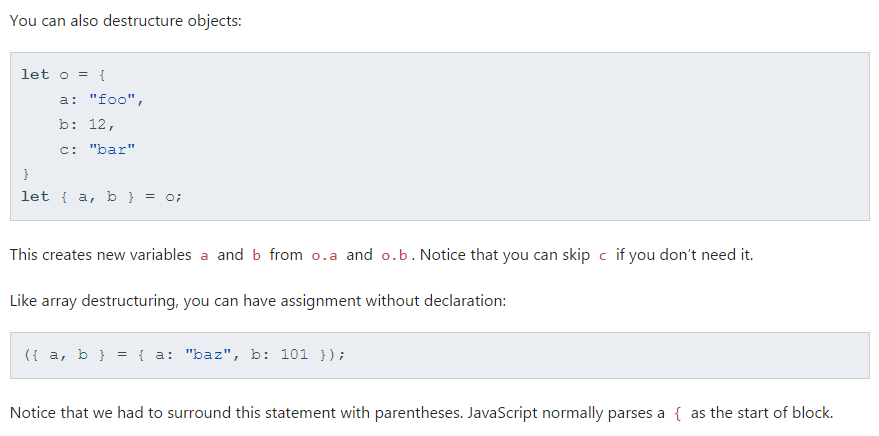 You can also destructure objects:
let o = {
    a: "foo",
    b: 12,
    c: "bar"
}
let { a, b } = o;
This creates new variables a and b from o.a and o.b. Notice that you can skip c if you don’t need it.
Like array destructuring, you can have assignment without declaration:
({ a, b } = { a: "baz", b: 101 });
Notice that we had to surround this statement with parentheses. JavaScript normally parses a { as the start of block.